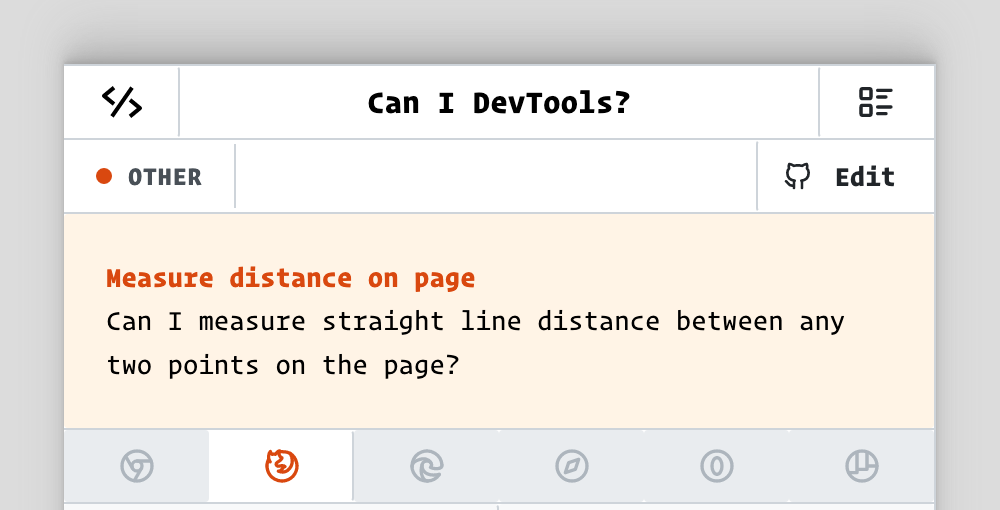 Can I DevTools?
OTHER
Edit
Measure distance on page
Can I measure straight line distance between any
two points on the page?